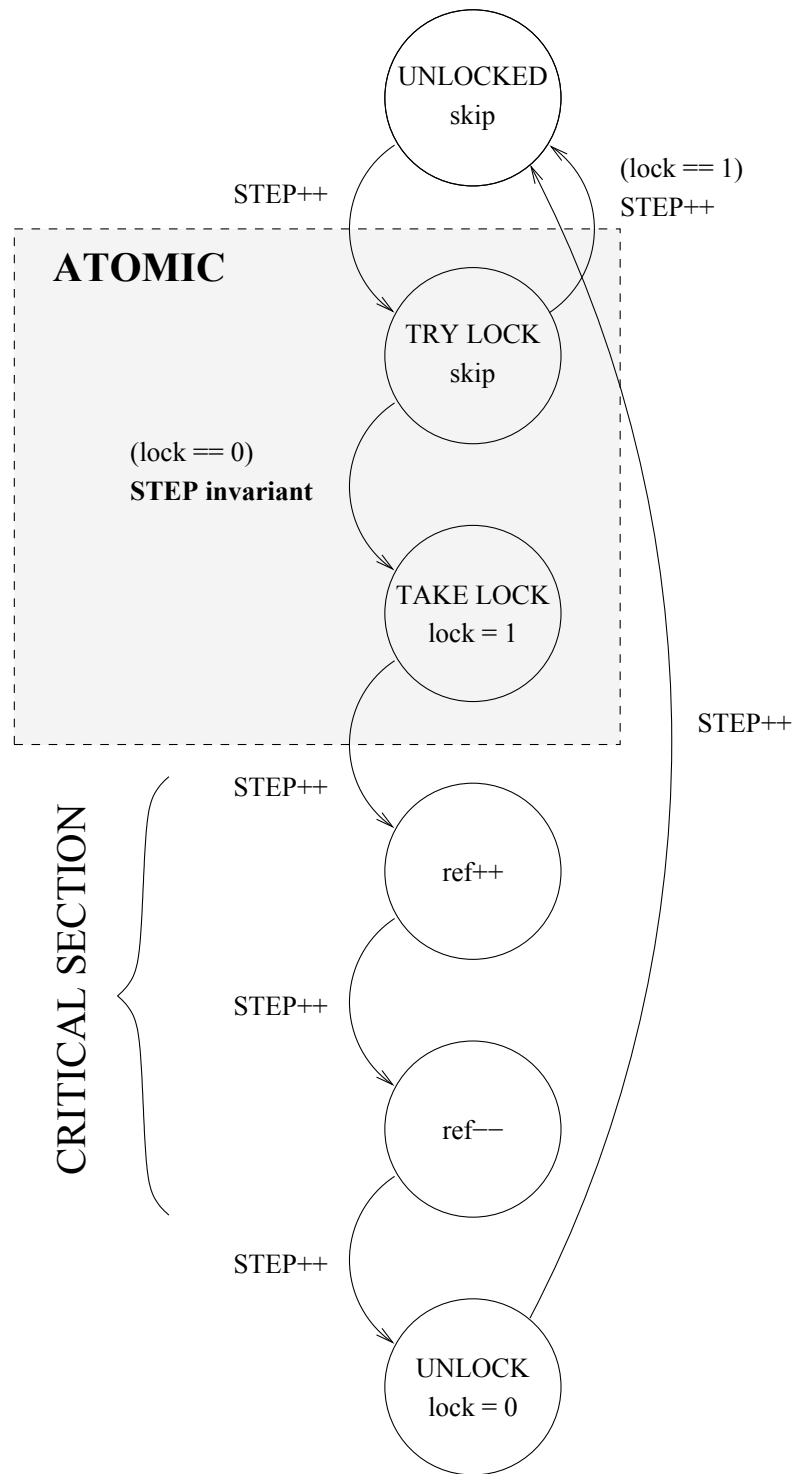 UNLOCKED
skip
(lock == 1)
STEP++
STEP++
ATOMIC
TRY LOCK
skip
(lock == 0)
STEP invariant
TAKE LOCK
lock = 1
STEP++
STEP++
CRITICAL SECTION
ref++
STEP++
ref−−
STEP++
UNLOCK
lock = 0